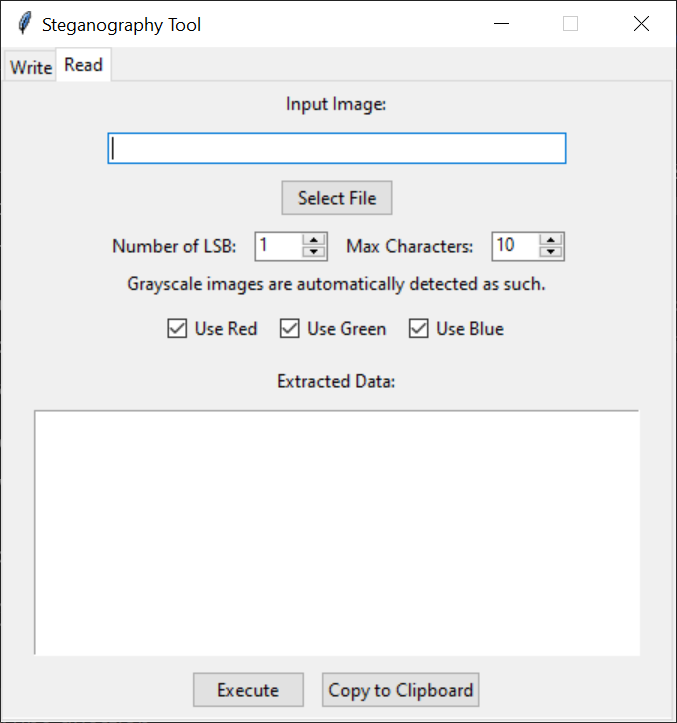 Steganography Tool
Write Read
Input Image:
Select File
Number of LSB: 1 Max Characters: 10
Grayscale images are automatically detected as such.
Use Red Use Green Use Blue
Extracted Data:
Execute Copy to Clipboard